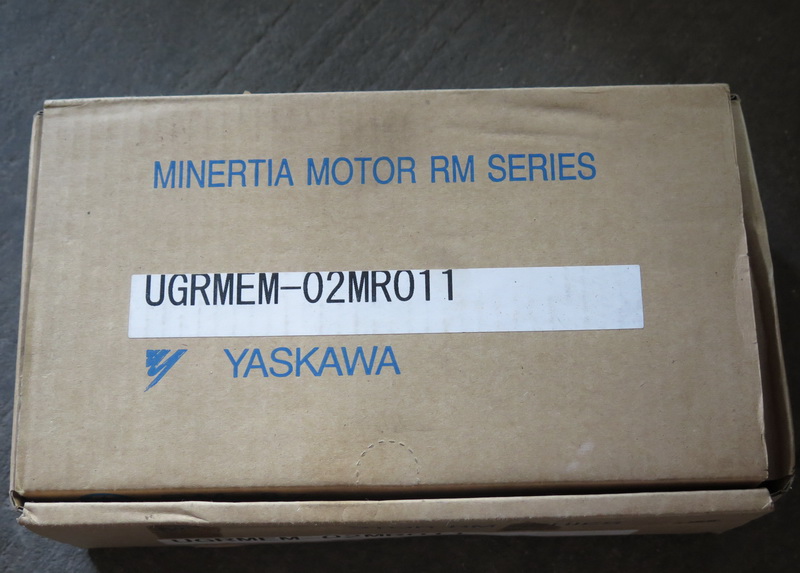 MINERTIA MOTOR RM SERIES
UGRMEM-02MR011
YASKAWA